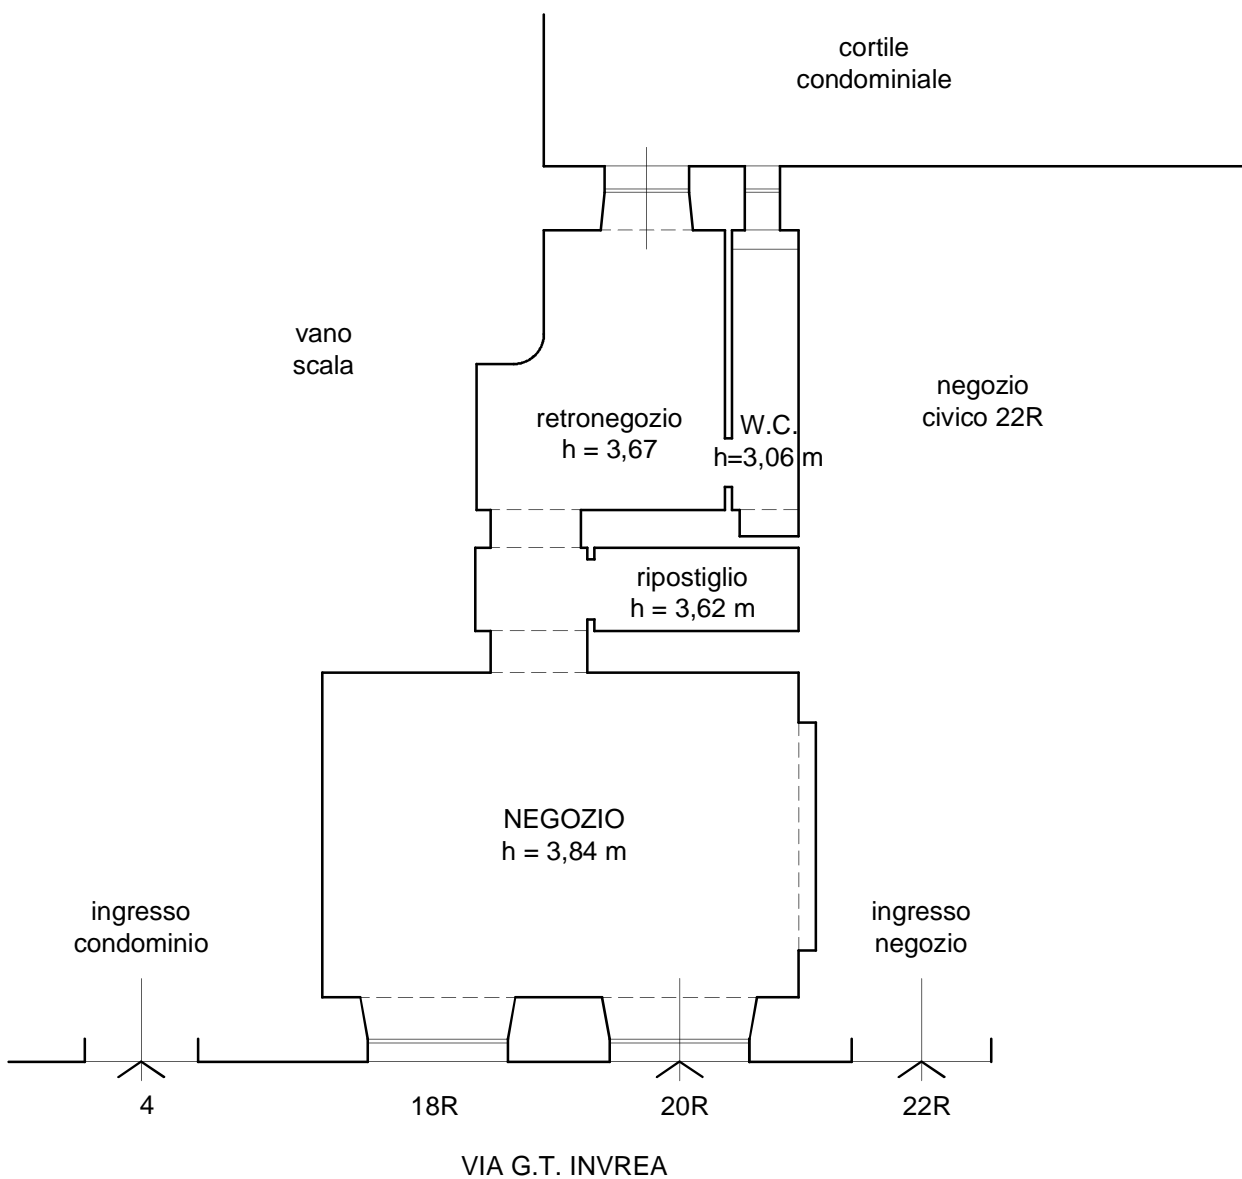 cortile
condominiale
vano
scala
negozio
civico 22R
retronegozio
h = 3,67
W.C.
h=3,06 m
ripostiglio
h = 3,62 m
NEGOZIO
h = 3,84 m
ingresso
condominio
ingresso
negozio
4
18R
20R
22R
VIA G.T. INVREA